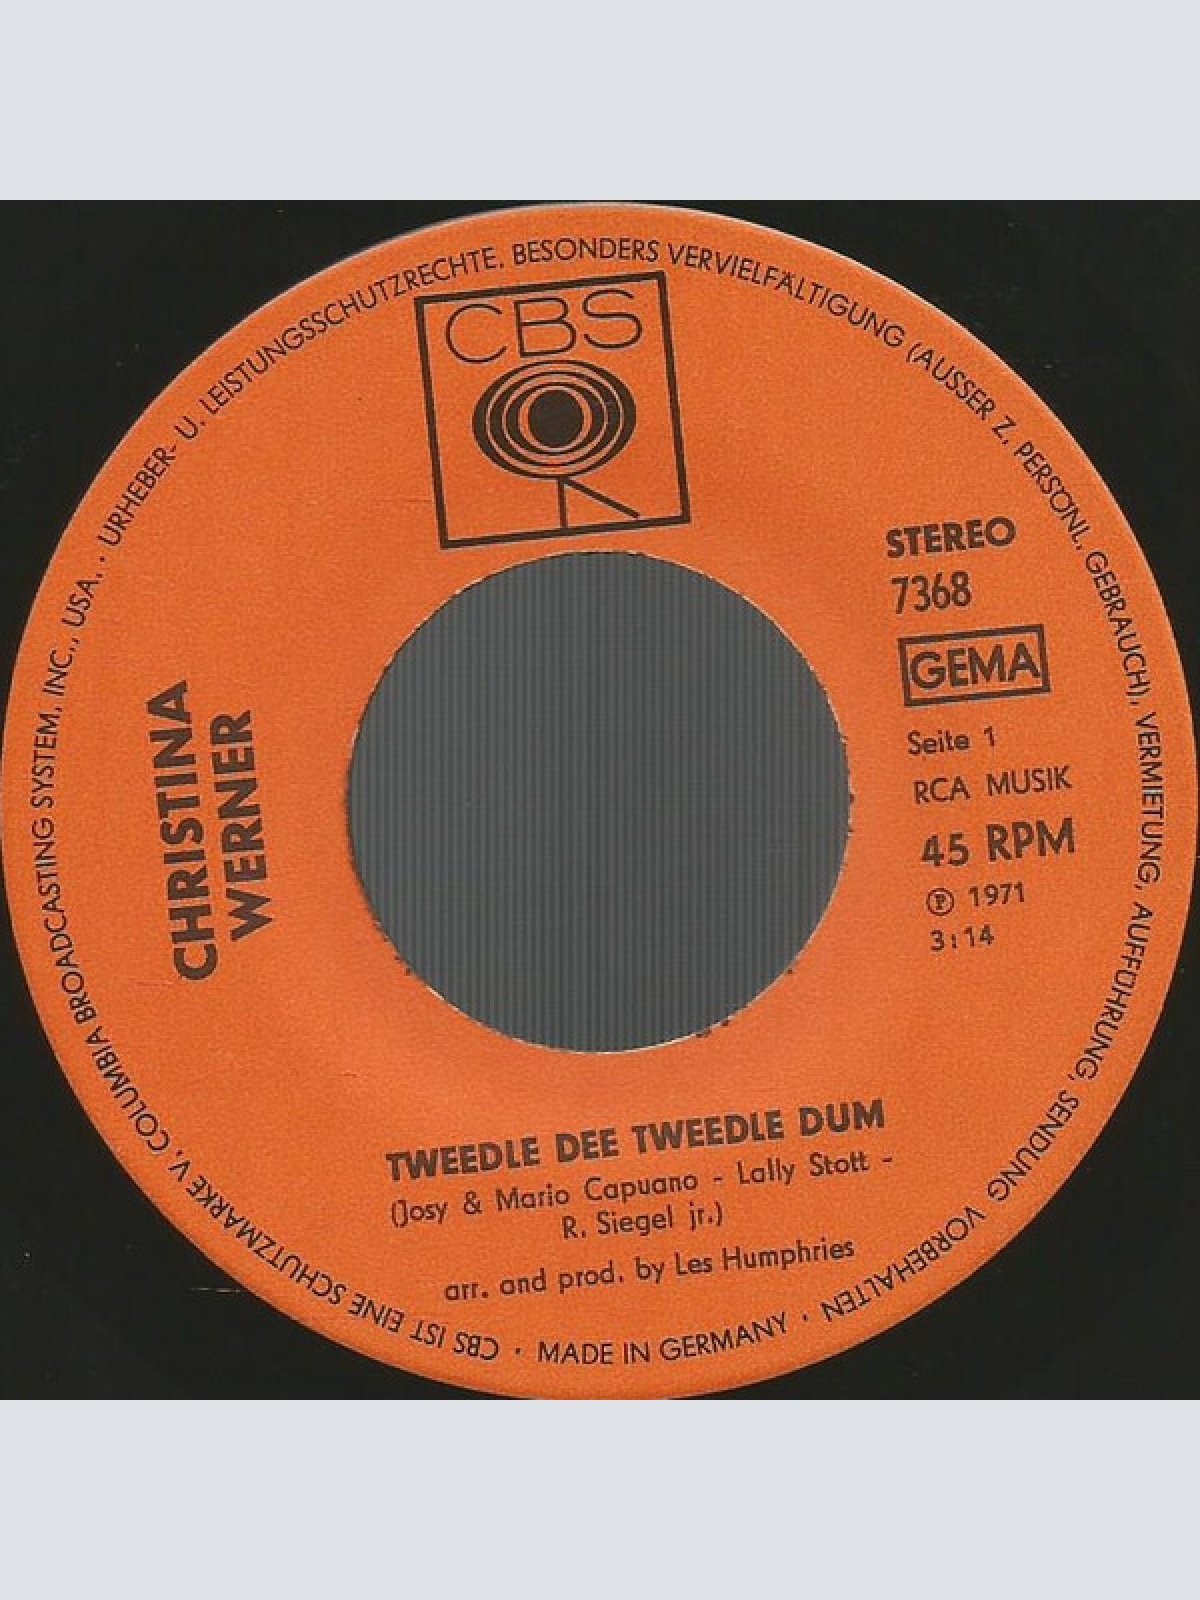 CBS IST EINE SCHUTZMARKE V. COLUMBIA BROADCASTING SYSTEM, INC., USA. · URHEBER- U. LEISTUNGSSCHUTZRECHTE, BESONDERS VERVIELFÄLTIGUNG (AUSSER Z. PERSÖNL. GEBRAUCH), VERMIETUNG, AUFFÜHRUNG, SENDUNG VORBEHALTEN · MADE IN GERMANY ·
CBS
STEREO
7368
GEMA
Seite 1
RCA MUSIK
45 RPM
Ⓟ 1971
3:14
CHRISTINA
WERNER
TWEEDLE DEE TWEEDLE DUM
(Josy & Mario Capuano - Lally Stott -
R. Siegel jr.)
arr. and prod. by Les Humphries